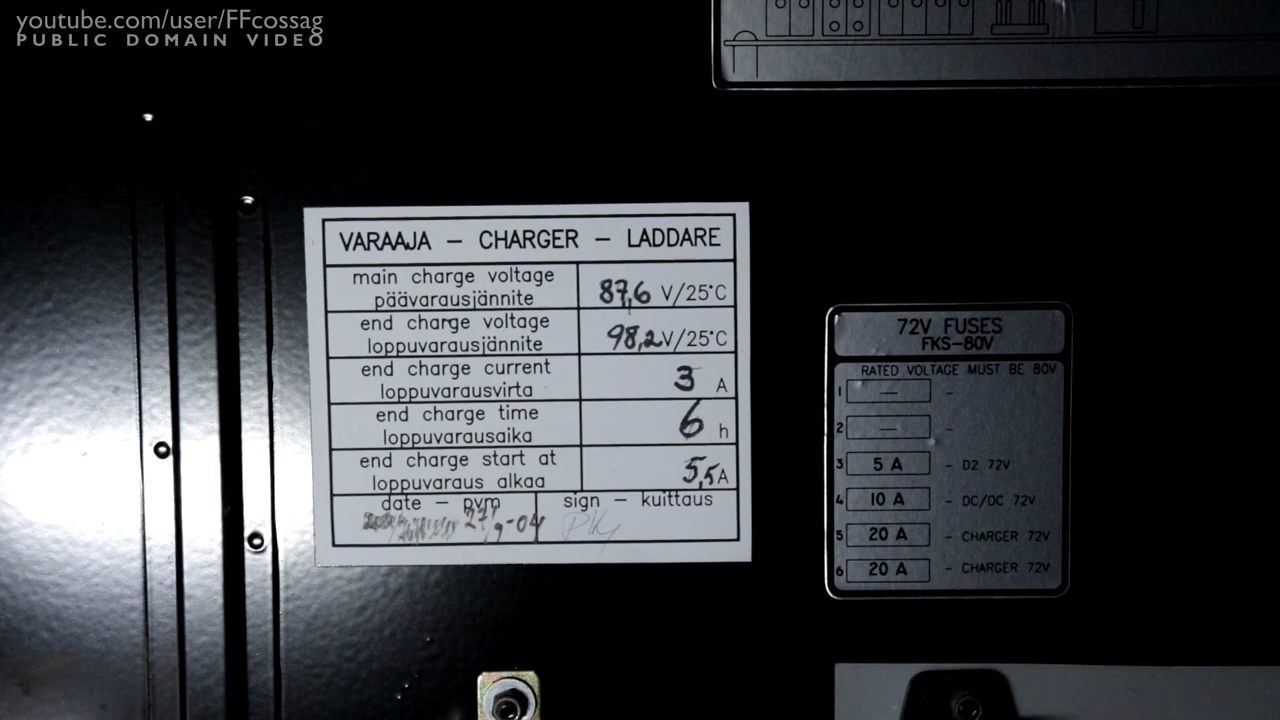 youtube.com/user/FFcossag
PUBLIC DOMAIN VIDEO
VARAAJA – CHARGER – LADDARE
main charge voltage
päävarausjännite
87,6 V/25°C
end charge voltage
loppuvarausjännite
98,2 V/25°C
end charge current
loppuvarausvirta
3 A
end charge time
loppuvarausaika
6 h
end charge start at
loppuvaraus alkaa
5,5 A
date – pvm
27/9-04
sign – kuittaus
72V FUSES
FKS-80V
RATED VOLTAGE MUST BE 80V
1 — -
2 — -
3 5 A - D2 72V
4 10 A - DC/DC 72V
5 20 A - CHARGER 72V
6 20 A - CHARGER 72V